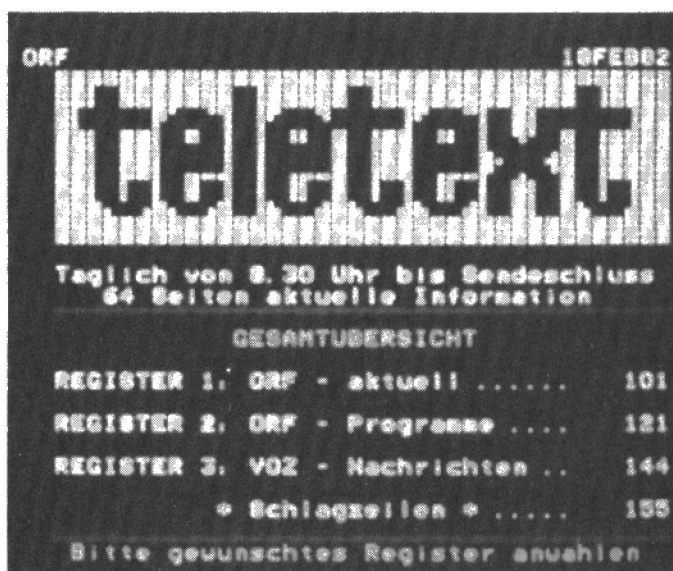 ORF 10FEB82
teletext
Taglich von 8.30 Uhr bis Sendeschluss
64 Seiten aktuelle Information
GESAMTUBERSICHT
REGISTER 1: ORF - aktuell ...... 101
REGISTER 2: ORF - Programme .... 121
REGISTER 3: VOZ - Nachrichten .. 144
* Schlagzeilen * ..... 155
Bitte gewunschtes Register anwahlen